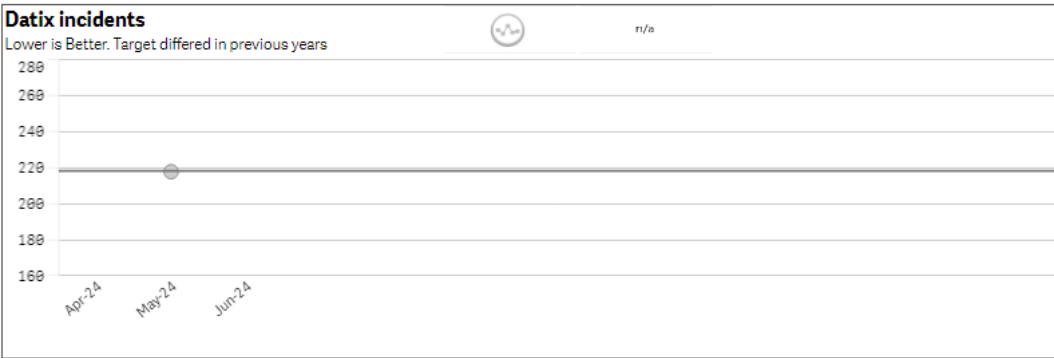 Datix incidents
n/a
Lower is Better. Target differed in previous years
280
260
240
220
200
180
160
Apr-24
May-24
Jun-24